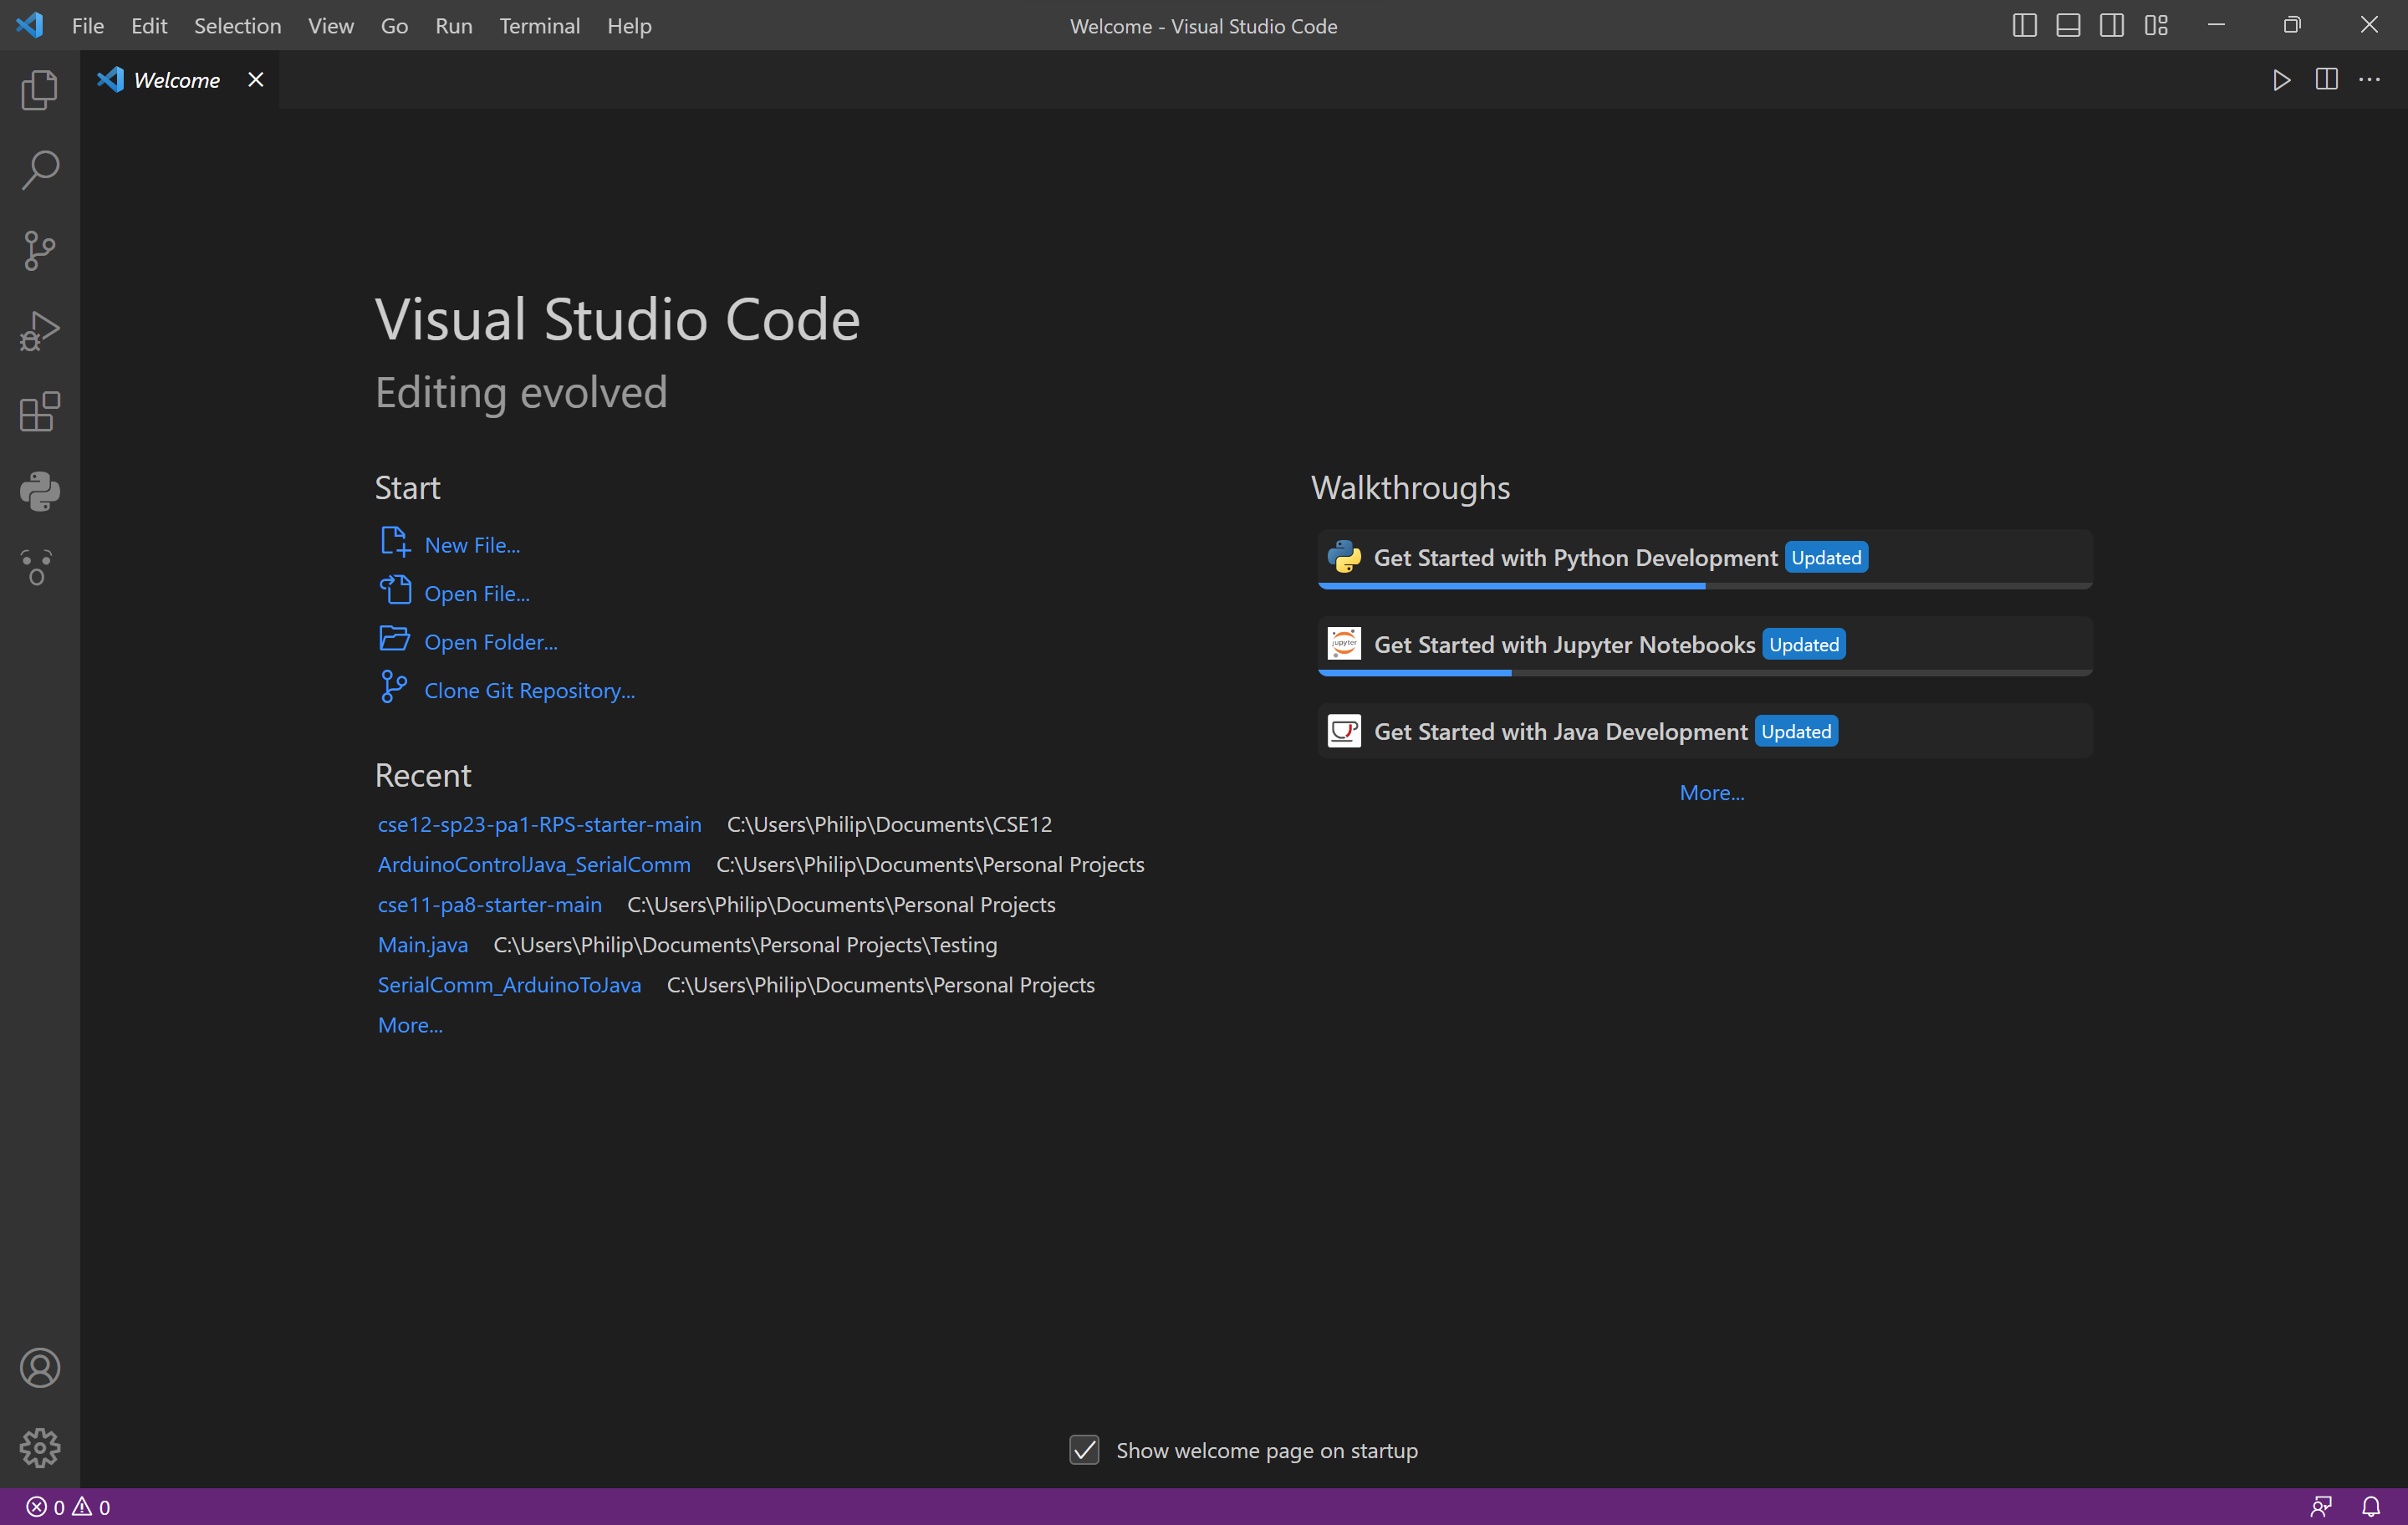 File Edit Selection View Go Run Terminal Help
Welcome - Visual Studio Code
Welcome
Visual Studio Code
Editing evolved
Start
New File...
Open File...
Open Folder...
Clone Git Repository...
Recent
cse12-sp23-pa1-RPS-starter-main C:\Users\Philip\Documents\CSE12
ArduinoControlJava_SerialComm C:\Users\Philip\Documents\Personal Projects
cse11-pa8-starter-main C:\Users\Philip\Documents\Personal Projects
Main.java C:\Users\Philip\Documents\Personal Projects\Testing
SerialComm_ArduinoToJava C:\Users\Philip\Documents\Personal Projects
More...
Walkthroughs
Get Started with Python Development Updated
jupyter
Get Started with Jupyter Notebooks Updated
Get Started with Java Development Updated
More...
Show welcome page on startup
0 0